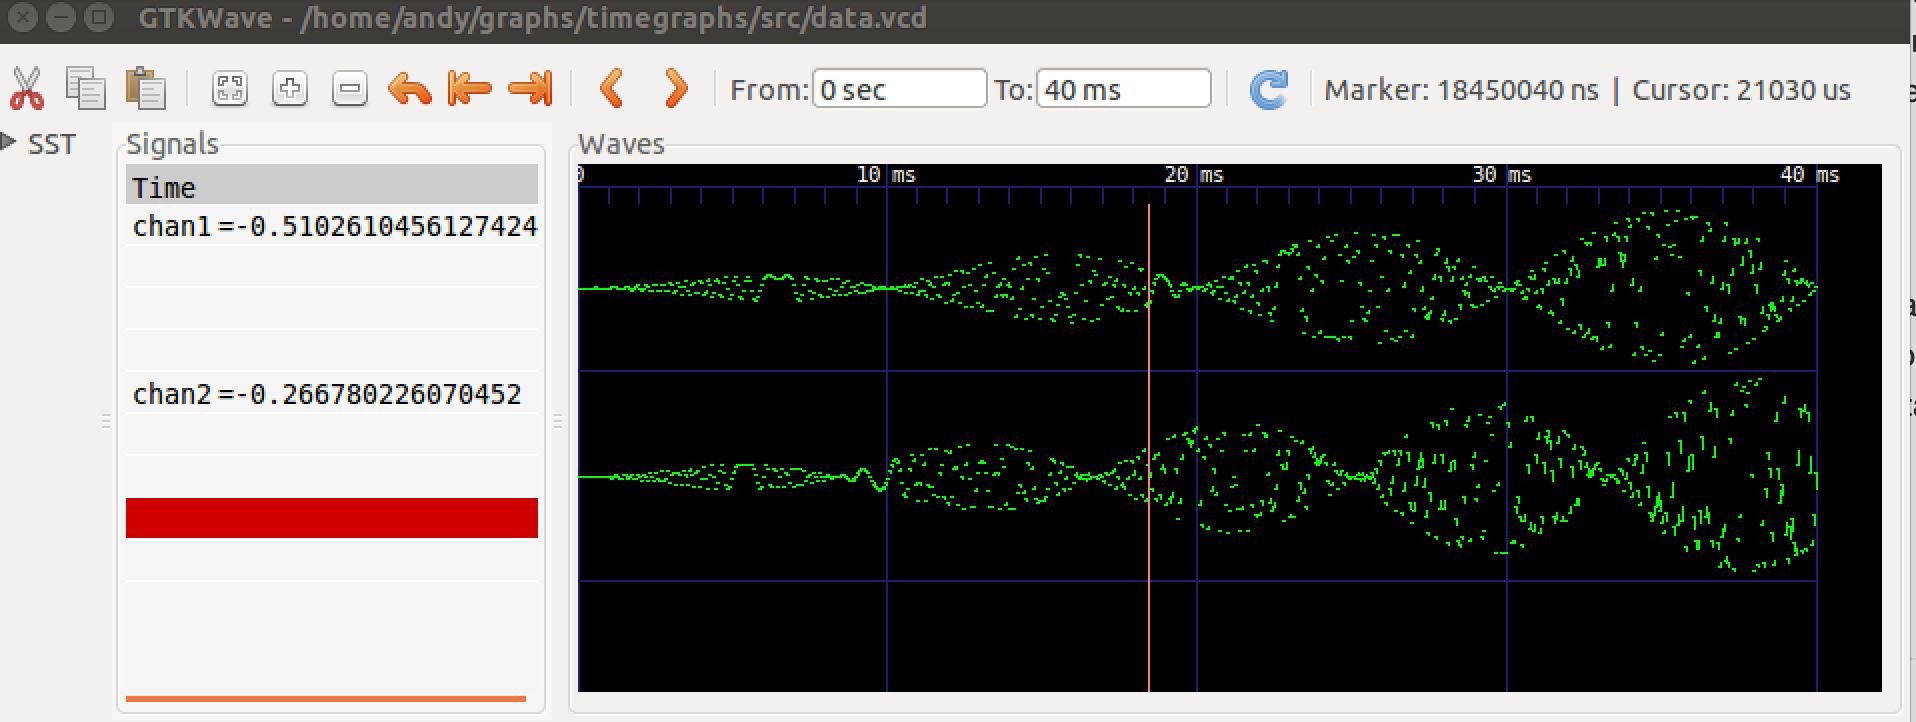 GTKWave - /home/andy/graphs/timegraphs/src/data.vcd
From: 0 sec To: 40 ms Marker: 18450040 ns | Cursor: 21030 us
SST
Signals
Waves
Time
0 10 ms 20 ms 30 ms 40 ms
chan1=-0.5102610456127424
chan2=-0.266780226070452